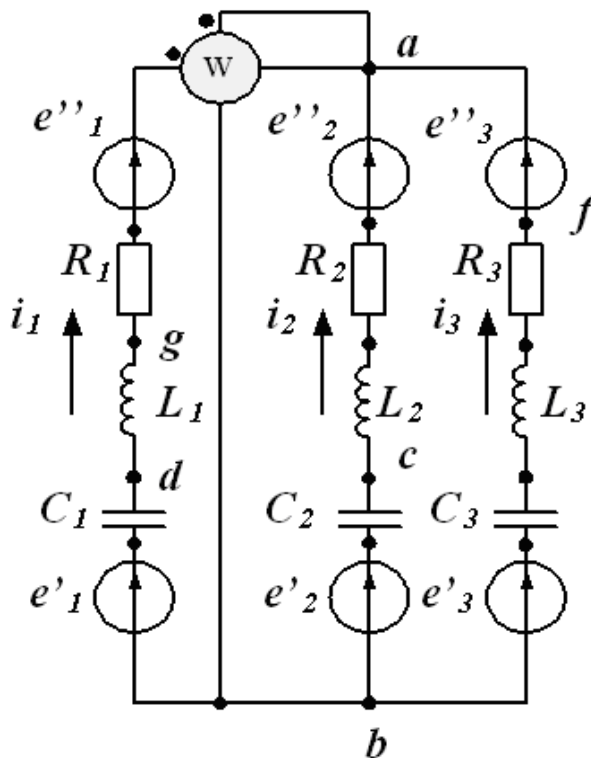 W a
e''₁ e''₂ e''₃
f
R₁ R₂ R₃
i₁ i₂ i₃
g
L₁ L₂ L₃
d c
C₁ C₂ C₃
e'₁ e'₂ e'₃
b